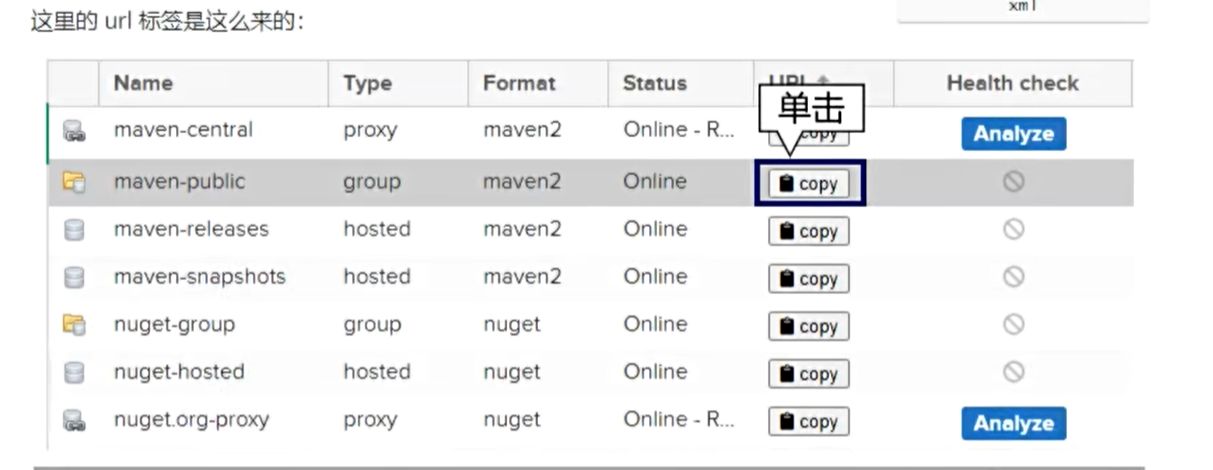 xml
这里的 url 标签是这么来的：
Name Type Format Status URL Health check
单击
maven-central proxy maven2 Online - R... copy Analyze
maven-public group maven2 Online copy
maven-releases hosted maven2 Online copy
maven-snapshots hosted maven2 Online copy
nuget-group group nuget Online copy
nuget-hosted hosted nuget Online copy
nuget.org-proxy proxy nuget Online - R... copy Analyze